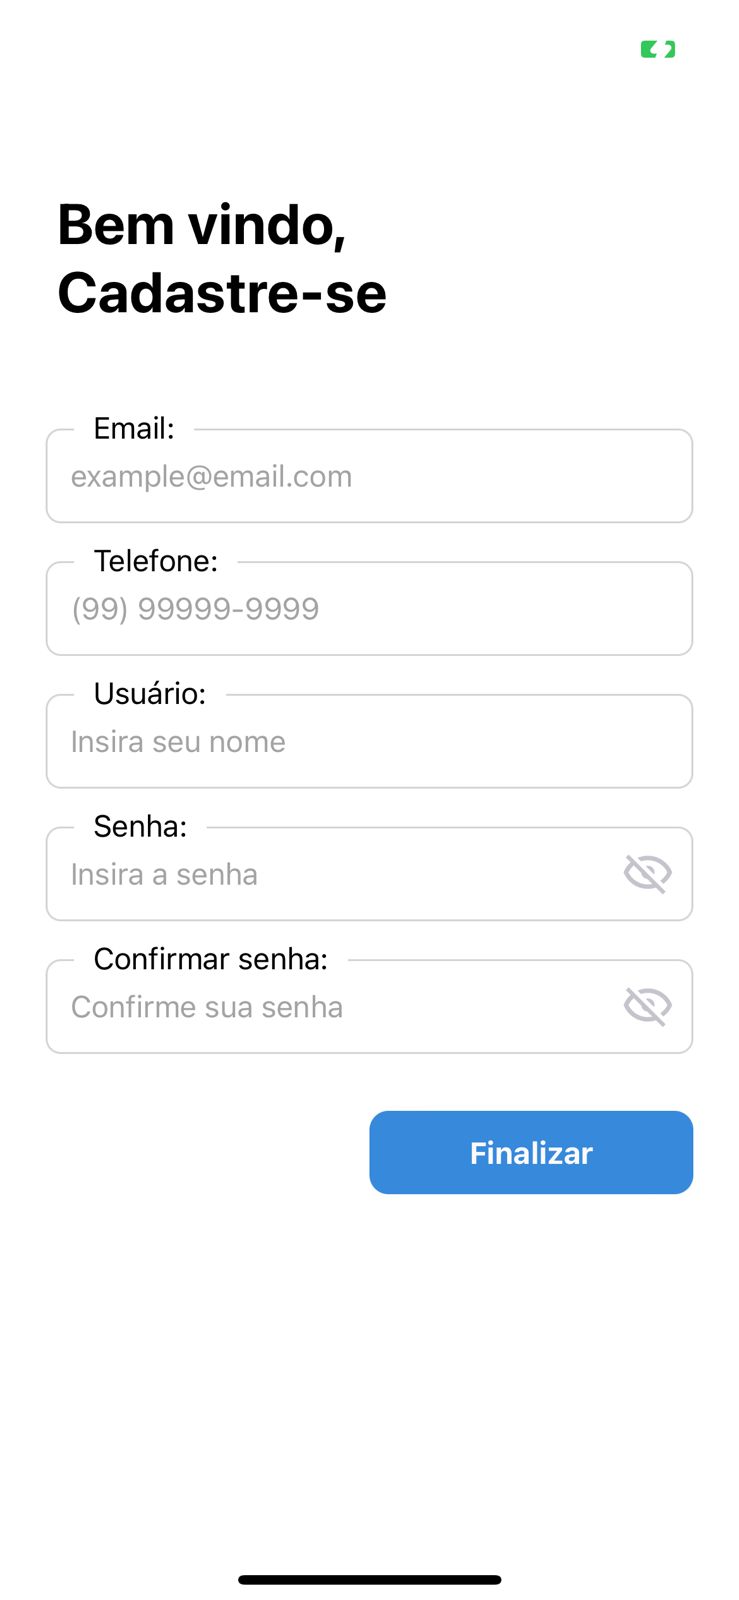 Bem vindo,
Cadastre-se
Email:
example@email.com
Telefone:
(99) 99999-9999
Usuário:
Insira seu nome
Senha:
Insira a senha
Confirmar senha:
Confirme sua senha
Finalizar